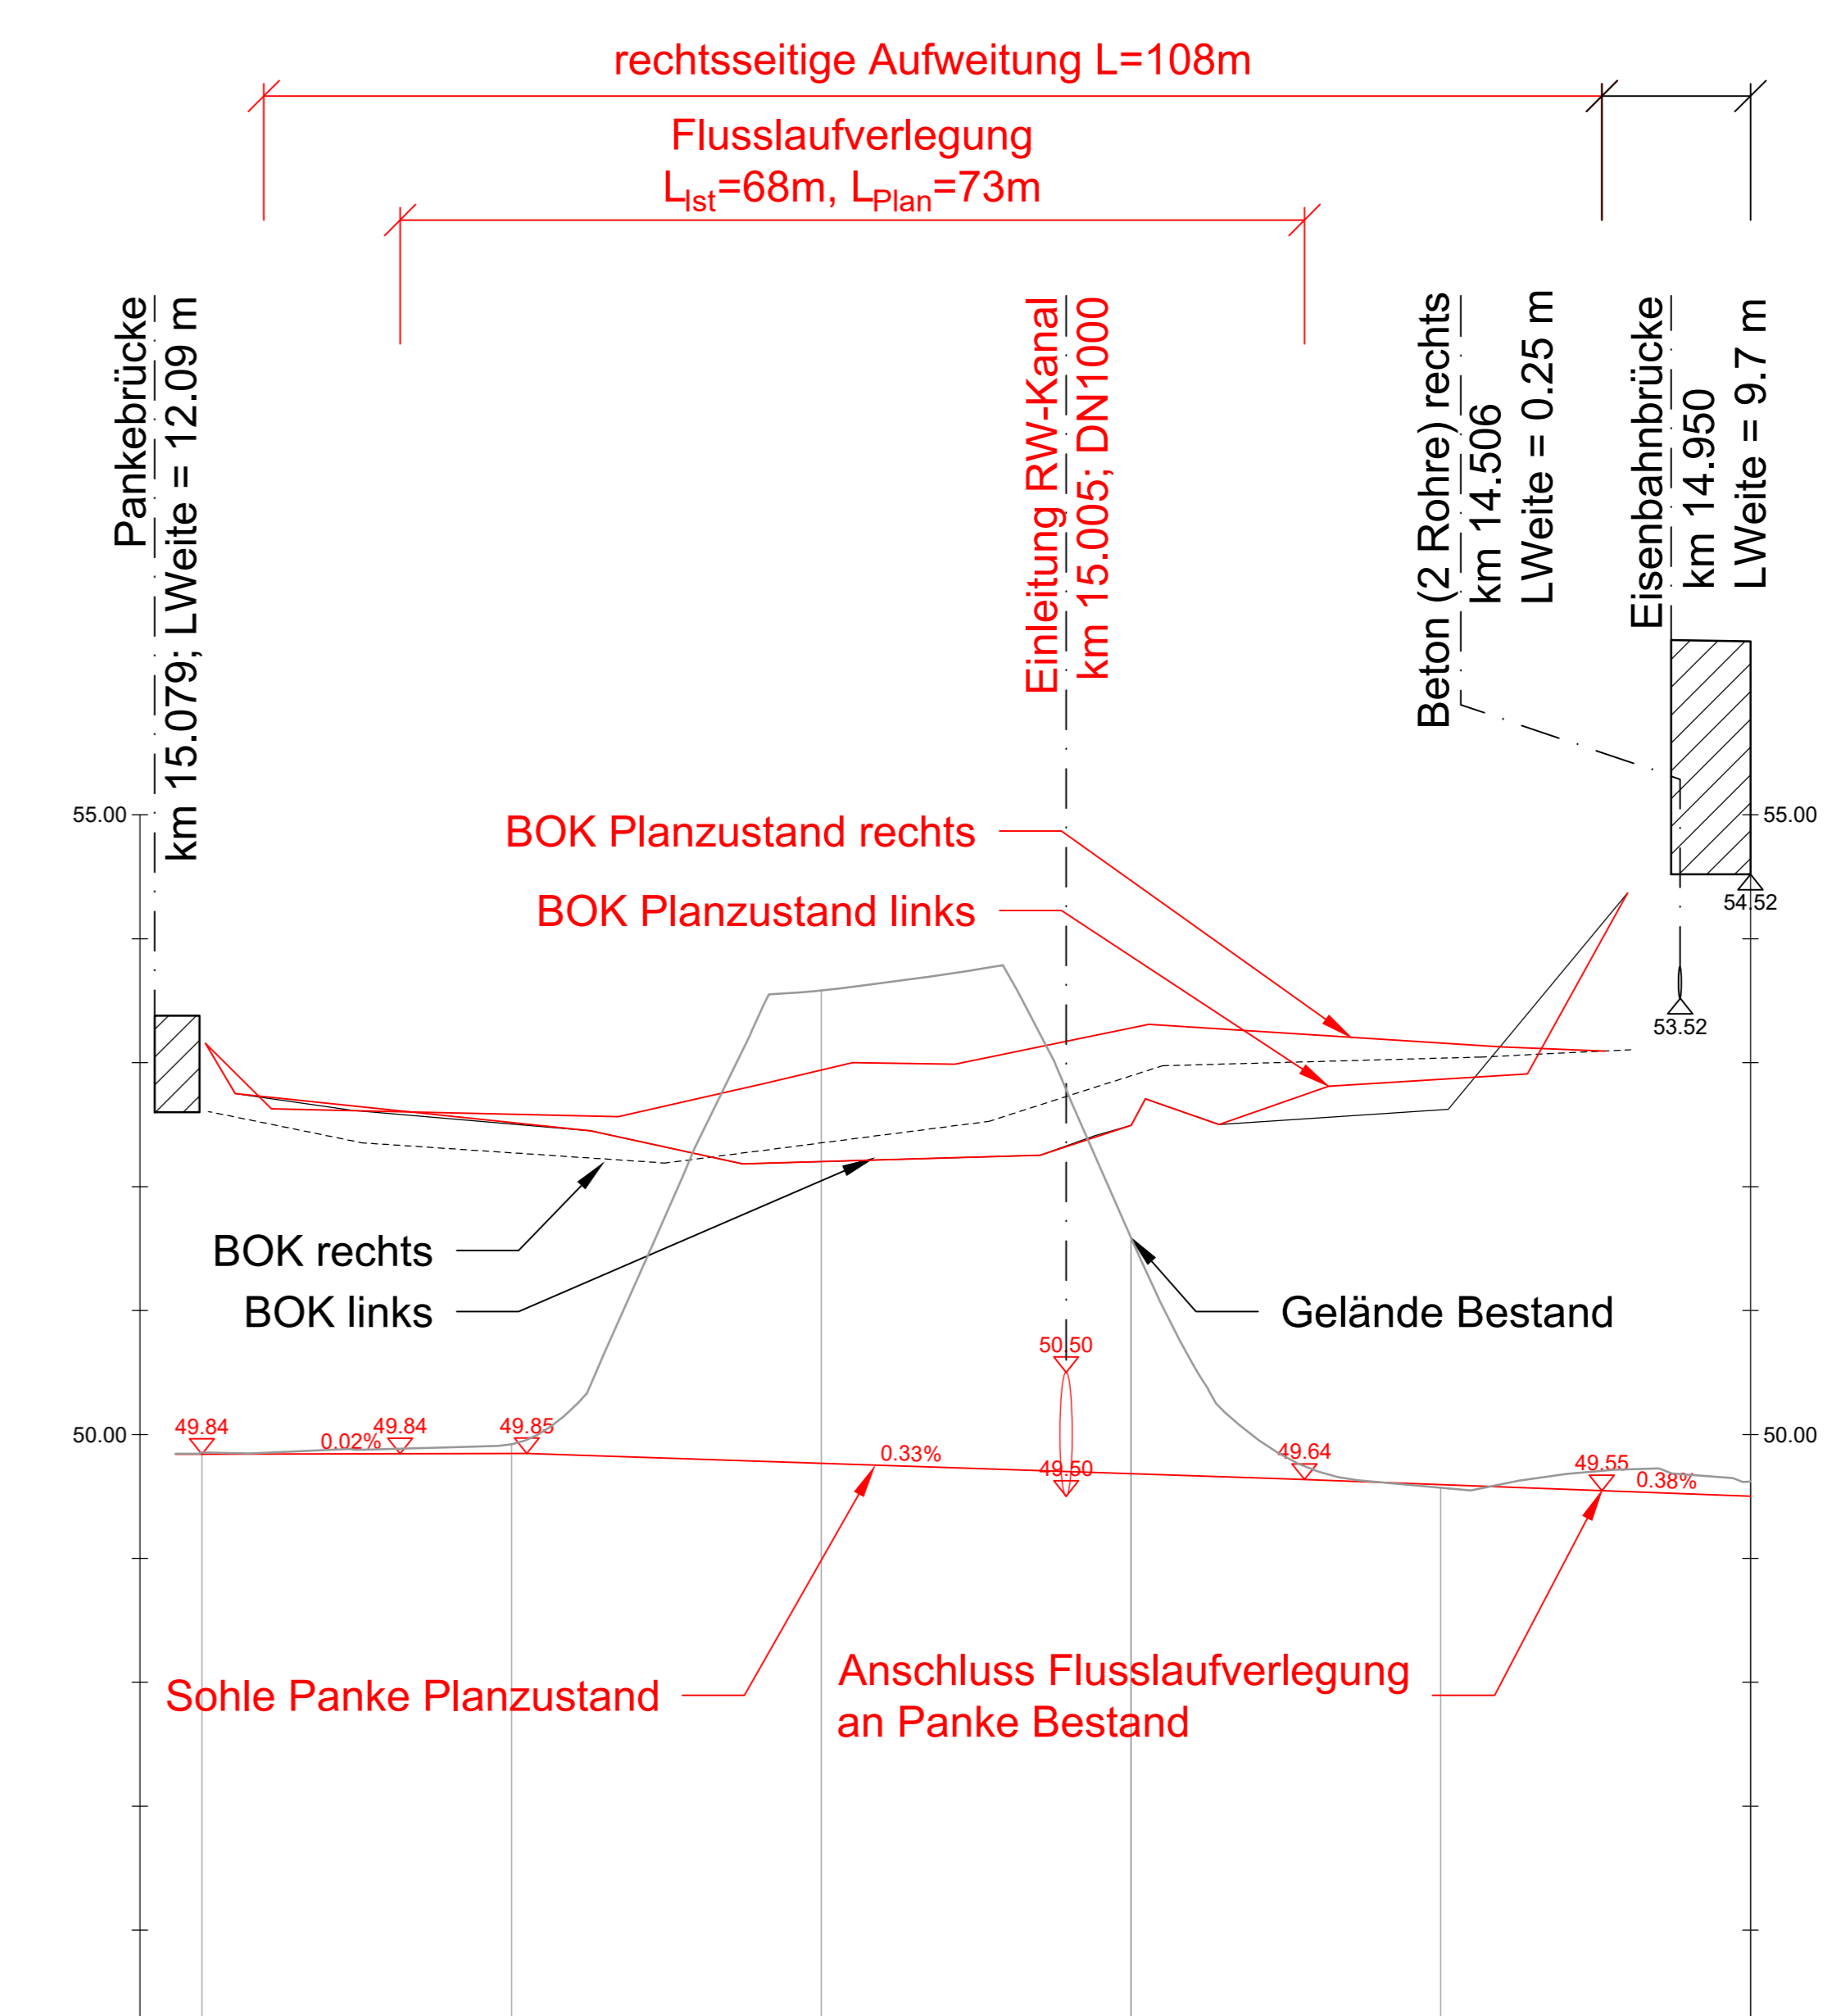 rechtsseitige Aufweitung L=108m
Flusslaufverlegung
LIst=68m, LPlan=73m
Pankebrücke
km 15.079; LWeite = 12.09 m
Einleitung RW-Kanal
km 15.005; DN1000
Beton (2 Rohre) rechts
km 14.506
LWeite = 0.25 m
Eisenbahnbrücke
km 14.950
LWeite = 9.7 m
55.00
55.00
BOK Planzustand rechts
BOK Planzustand links
54.52
53.52
BOK rechts
BOK links
Gelände Bestand
50.50
49.84
0.02%
49.84
49.85
0.33%
49.50
49.64
49.55
0.38%
50.00
50.00
Sohle Panke Planzustand
Anschluss Flusslaufverlegung
an Panke Bestand